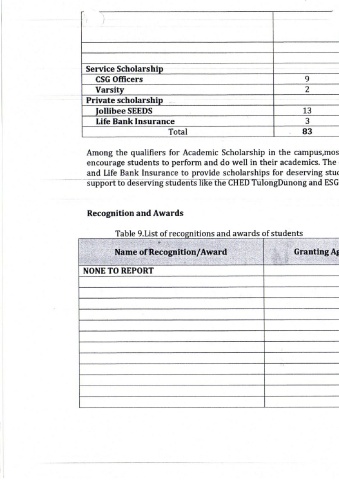 Service Scholarship
CSG Officers 9
Varsity 2
Private scholarship
Jollibee SEEDS 13
Life Bank Insurance 3
Total 83
Among the qualifiers for Academic Scholarship in the campus,mos
encourage students to perform and do well in their academics. The
and Life Bank Insurance to provide scholarships for deserving stud
support to deserving students like the CHED TulongDunong and ESG
Recognition and Awards
Table 9.List of recognitions and awards of students
Name of Recognition/Award Granting Ag
NONE TO REPORT